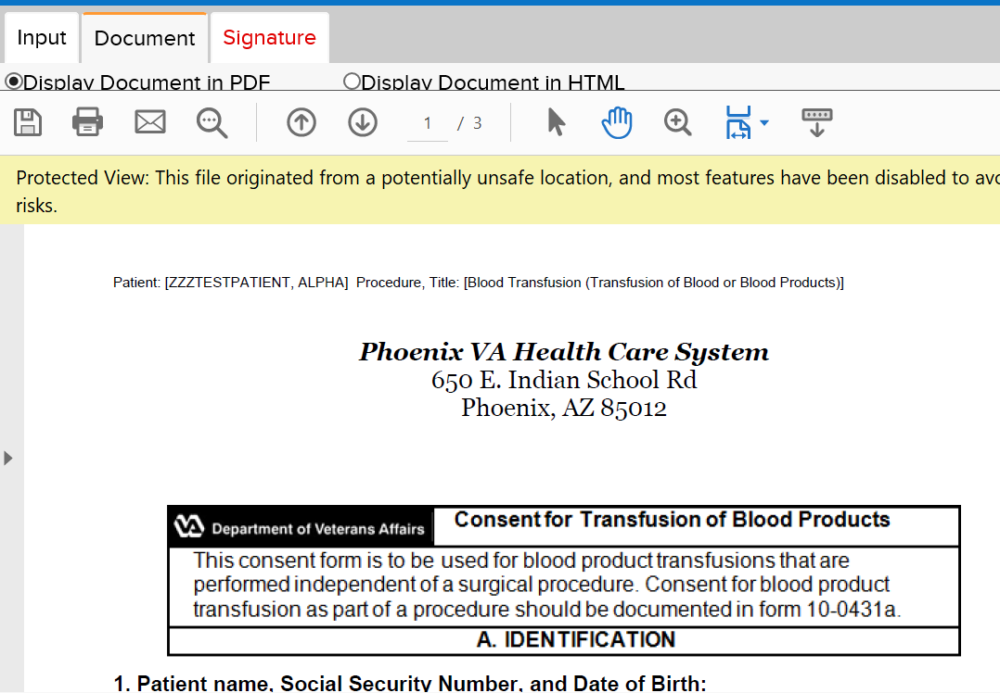 Input Document Signature
Display Document in PDF Display Document in HTML
1 / 3
Protected View: This file originated from a potentially unsafe location, and most features have been disabled to avo
risks.
Patient: [ZZZTESTPATIENT, ALPHA] Procedure, Title: [Blood Transfusion (Transfusion of Blood or Blood Products)]
Phoenix VA Health Care System
650 E. Indian School Rd
Phoenix, AZ 85012
VA Department of Veterans Affairs Consent for Transfusion of Blood Products
This consent form is to be used for blood product transfusions that are
performed independent of a surgical procedure. Consent for blood product
transfusion as part of a procedure should be documented in form 10-0431a.
A. IDENTIFICATION
1. Patient name, Social Security Number, and Date of Birth: